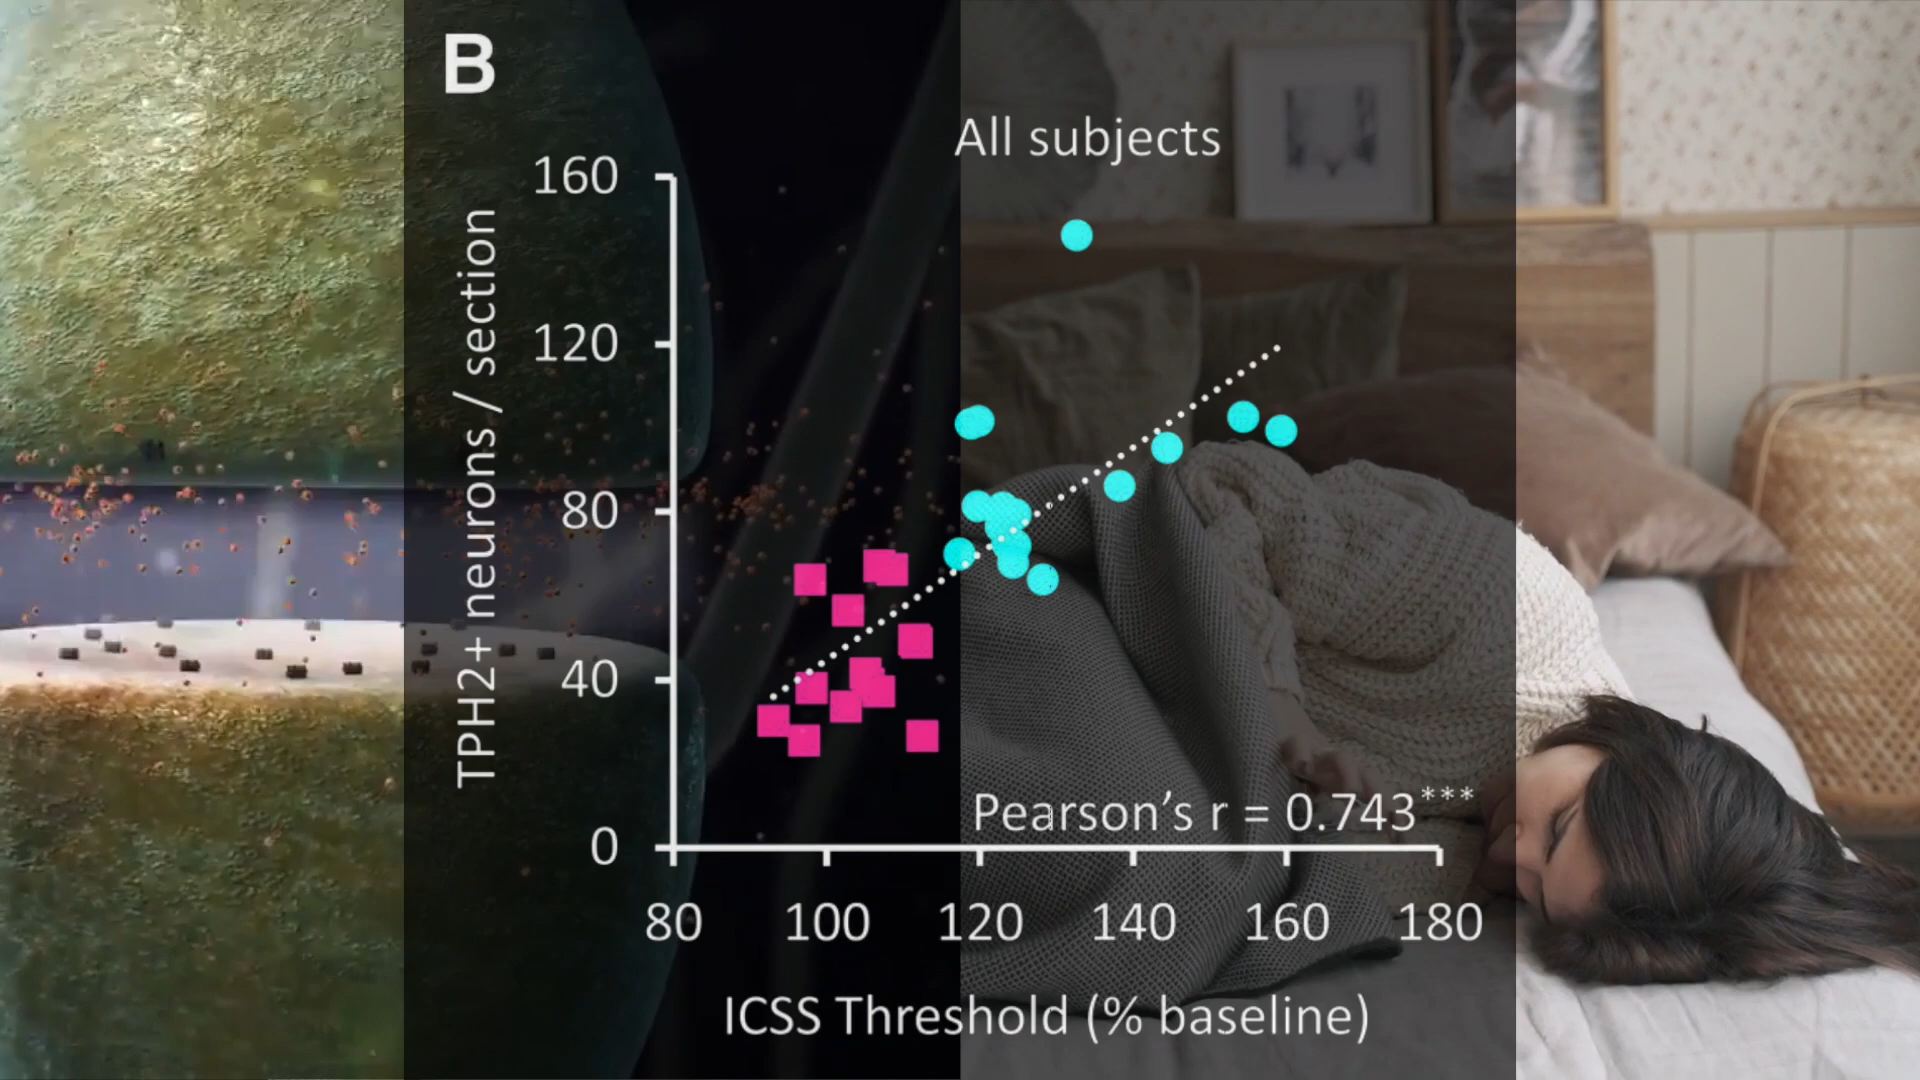 B
All subjects
160
120
80
40
0
TPH2+ neurons / section
Pearson’s r = 0.743***
80 100 120 140 160 180
ICSS Threshold (% baseline)